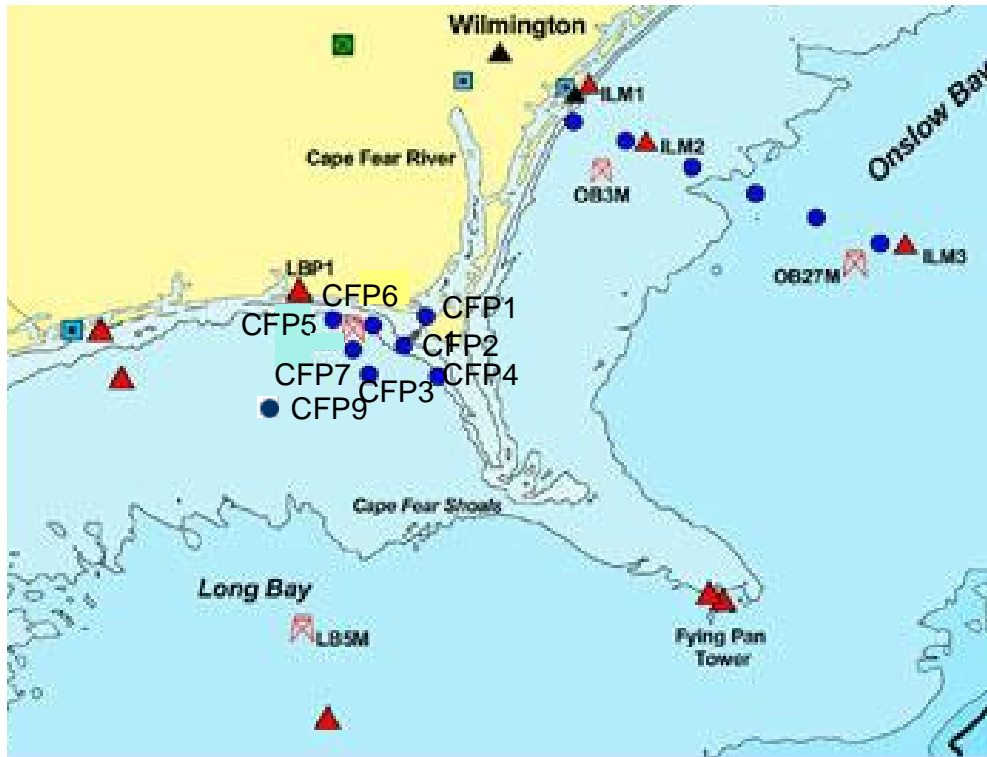 Wilmington
ILM1
Onslow Bay
Cape Fear River
ILM2
OB3M
ILM3
OB27M
LBP1
CFP6
CFP1
CFP5
CFP2
CFP7
CFP3
CFP4
CFP9
Cape Fear Shoals
Long Bay
LB5M
Fying Pan
Tower